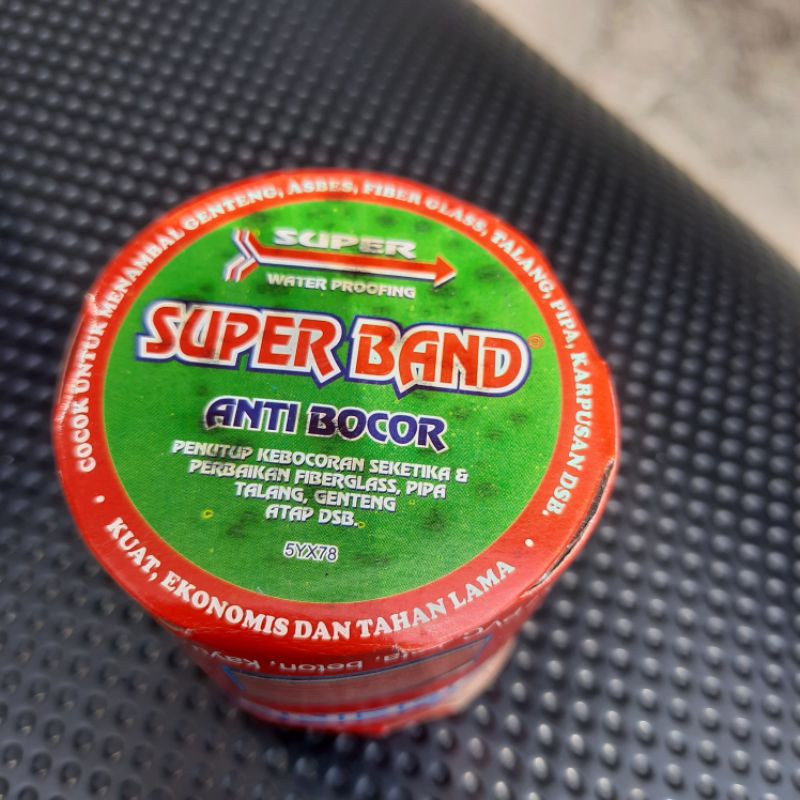 COCOK UNTUK MENAMBAL GENTENG, ASBES, FIBER GLASS, TALANG, PIPA, KARPUSAN DSB.
SUPER
WATER PROOFING
SUPER BAND®
ANTI BOCOR
PENUTUP KEBOCORAN SEKETIKA &
PERBAIKAN FIBERGLASS, PIPA
TALANG, GENTENG
ATAP DSB.
5YX78
• KUAT, EKONOMIS DAN TAHAN LAMA •
beton,